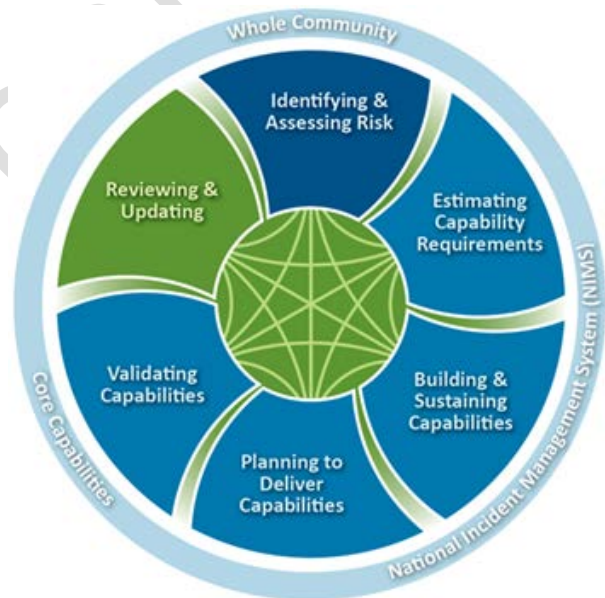 Whole Community
Identifying &
Assessing Risk
Estimating
Capability
Requirements
Building &
Sustaining
Capabilities
Planning to
Deliver
Capabilities
Validating
Capabilities
Reviewing &
Updating
National Incident Management System (NIMS)
Core Capabilities